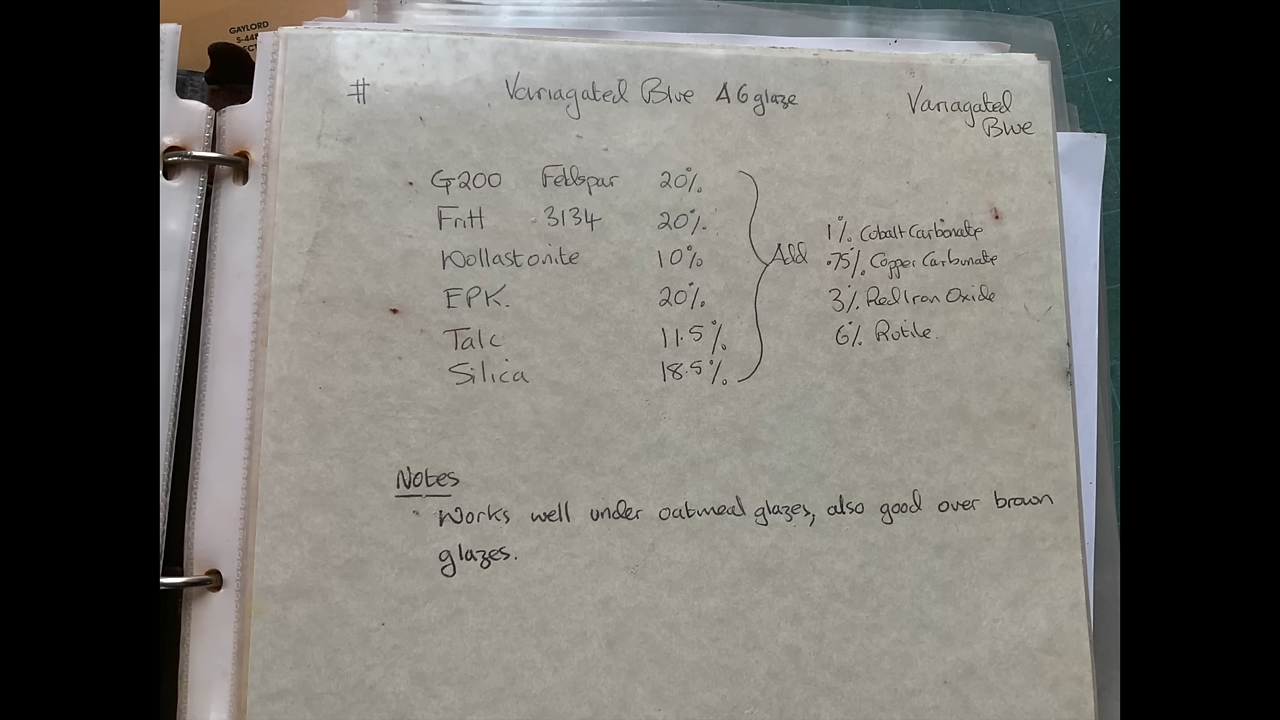 GAYLORD
# Variagated Blue Δ6 glaze Variagated
Blue
G200 Feldspar 20%
Fritt 3134 20%
Wollastonite 10%
EPK. 20%
Talc 11.5%
Silica 18.5%
Add
1% Cobalt Carbonate
.75% Copper Carbonate
3% Red Iron Oxide
6% Rutile.
Notes
Works well under oatmeal glazes, also good over brown
glazes.